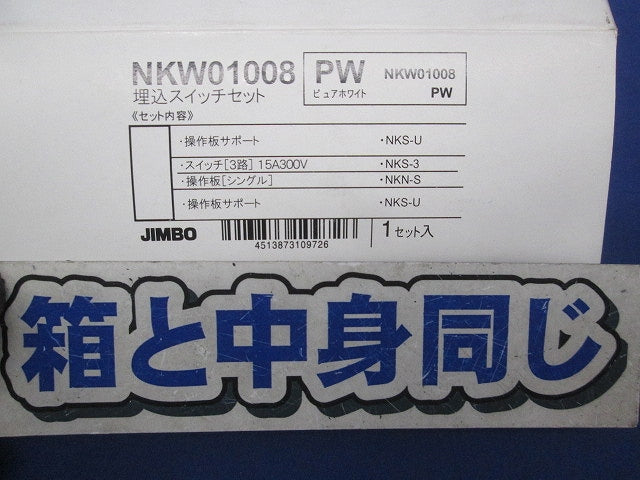 NKW01008
埋込スイッチセット
PW
ピュアホワイト
NKW01008
PW
《セット内容》
・操作板サポート ・NKS-U
・スイッチ[3路] 15A300V ・NKS-3
・操作板[シングル] ・NKN-S
・操作板サポート ・NKS-U
JIMBO
4513873109726
1セット入
箱と中身同じ